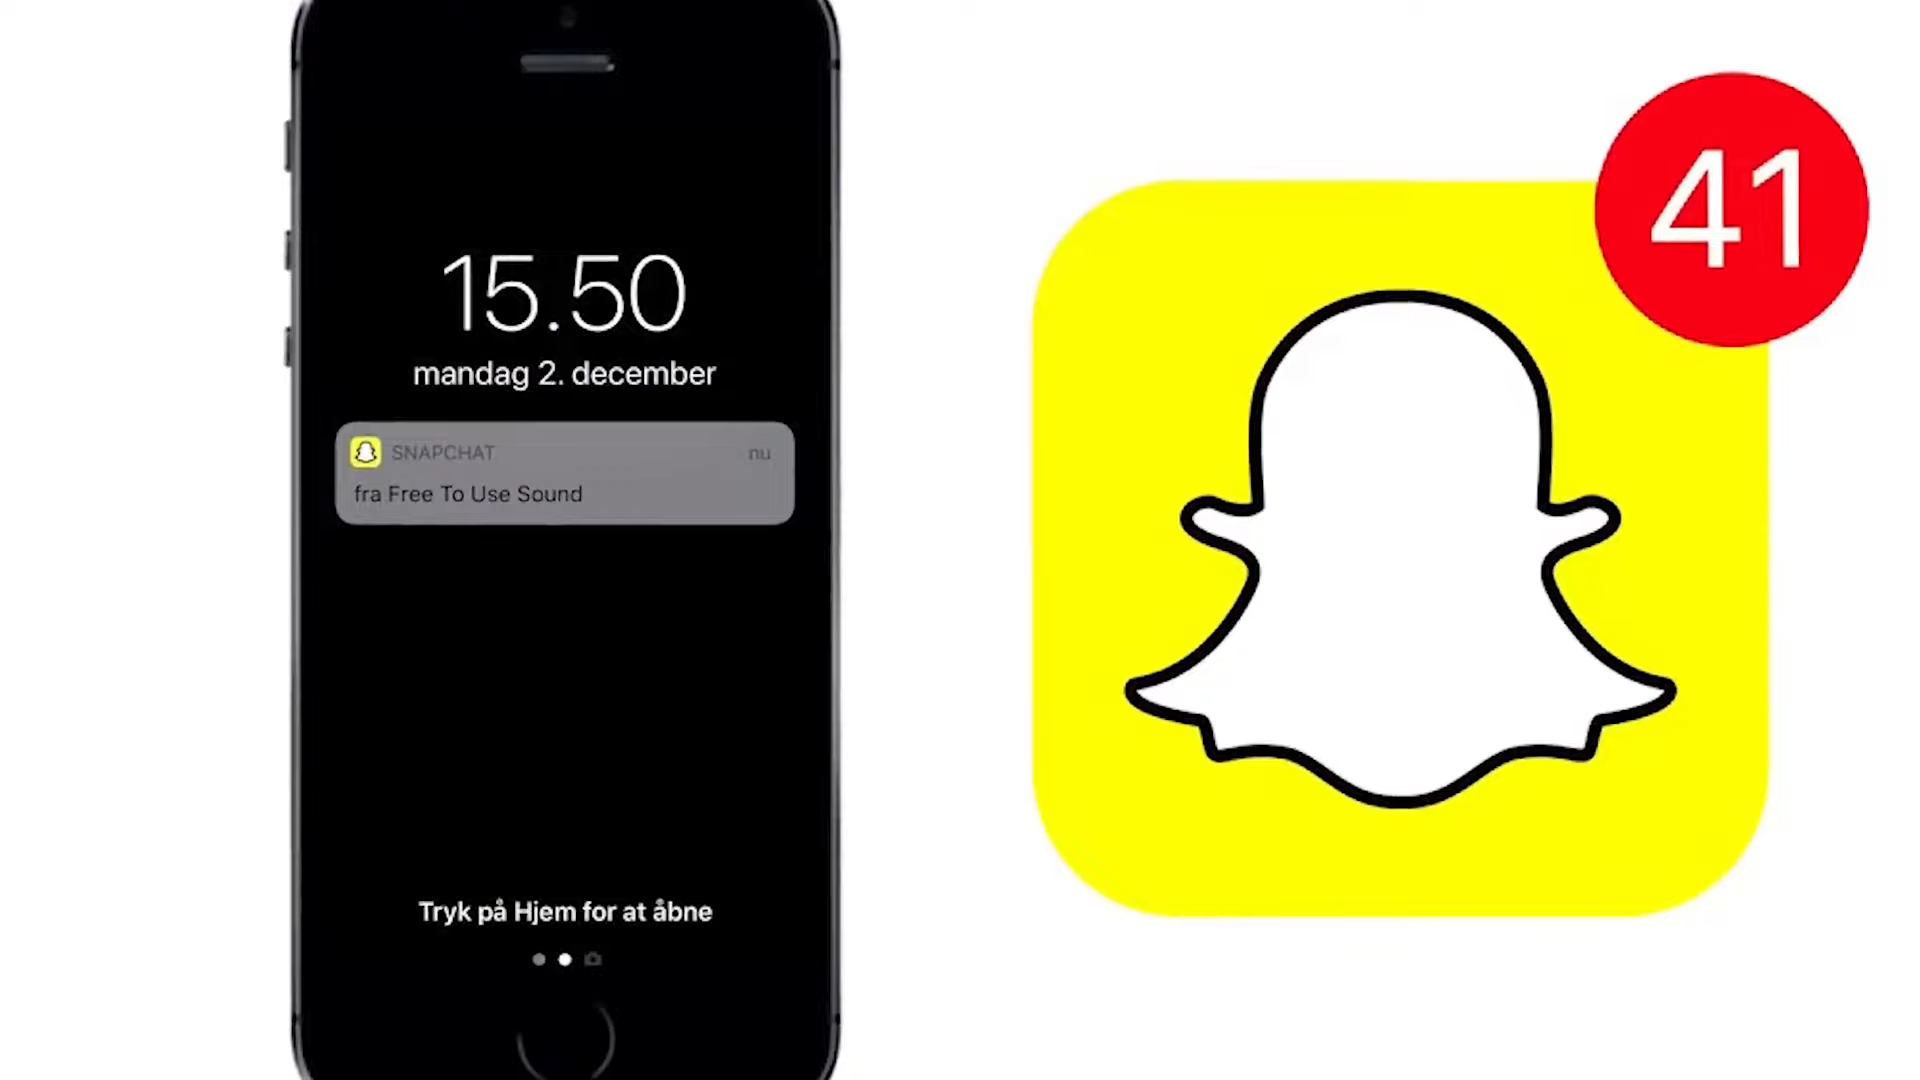 15.50
mandag 2. december
SNAPCHAT nu
fra Free To Use Sound
Tryk på Hjem for at åbne
41